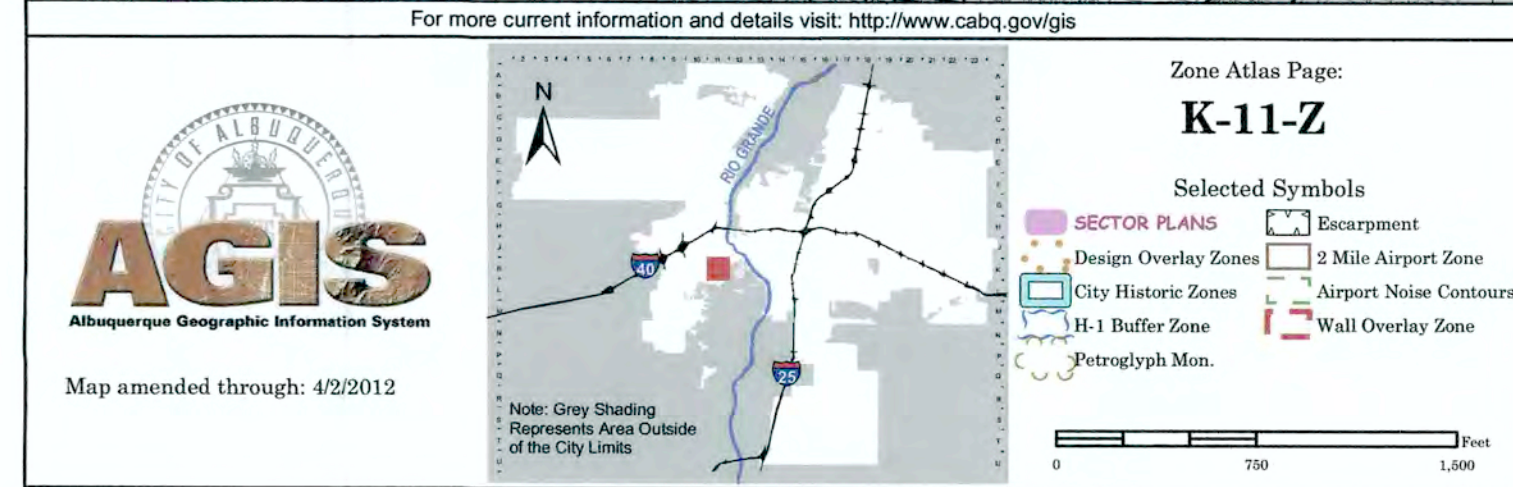 For more current information and details visit: http://www.cabq.gov/gis
CITY OF ALBUQUERQUE
AGIS
Albuquerque Geographic Information System
Map amended through: 4/2/2012
N
RIO GRANDE
40
25
Note: Grey Shading
Represents Area Outside
of the City Limits
Zone Atlas Page:
K-11-Z
Selected Symbols
SECTOR PLANS
Escarpment
Design Overlay Zones
2 Mile Airport Zone
City Historic Zones
Airport Noise Contours
H-1 Buffer Zone
Wall Overlay Zone
Petroglyph Mon.
Feet
0 750 1,500